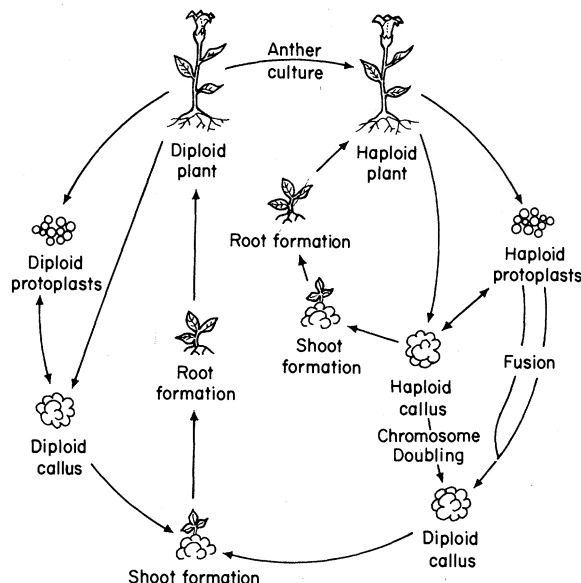 Anther
culture
Diploid
plant
Haploid
plant
Root formation
Diploid
protoplasts
Haploid
protoplasts
Shoot
formation
Root
formation
Fusion
Haploid
callus
Chromosome
Doubling
Diploid
callus
Diploid
callus
Shoot formation